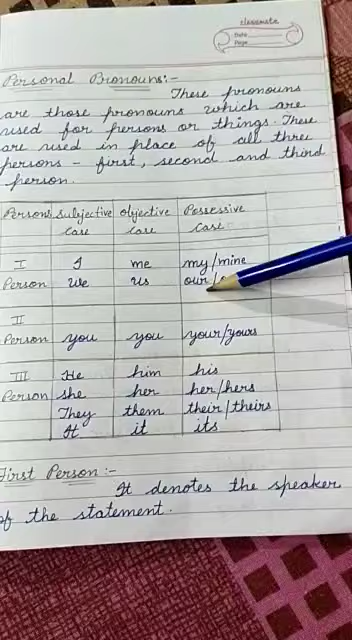 classmate
Date
Page
Personal Pronouns:-
These pronouns
are those pronouns which are
used for persons or things. These
are used in place of all three
persons - first, second and third
person.
Persons Subjective Objective Possessive
case case case
I I me my/mine
Person We us our/
II
Person you you your/yours
III He him his
Person she her her/hers
They them their/theirs
It it its
First Person:-
It denotes the speaker
of the statement.